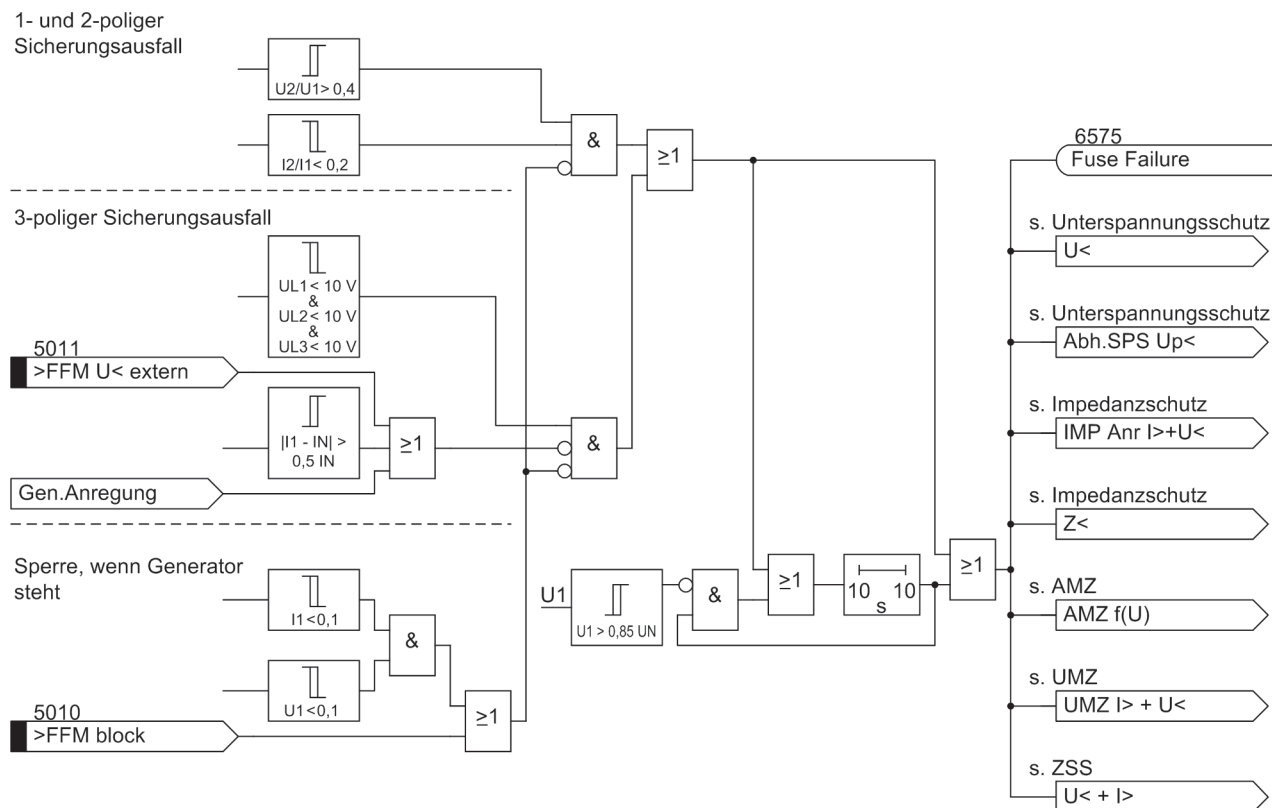 1- und 2-poliger
Sicherungsausfall
U2/U1> 0,4
I2/I1< 0,2
&
≥1
3-poliger Sicherungsausfall
UL1< 10 V
&
UL2< 10 V
&
UL3< 10 V
5011
>FFM U< extern
|I1 - IN| >
0,5 IN
≥1
&
Gen.Anregung
Sperre, wenn Generator
steht
I1<0,1
&
U1<0,1
5010
>FFM block
≥1
U1
U1 > 0,85 UN
&
≥1
10 10
s
≥1
6575
Fuse Failure
s. Unterspannungsschutz
U<
s. Unterspannungsschutz
Abh.SPS Up<
s. Impedanzschutz
IMP Anr I>+U<
s. Impedanzschutz
Z<
s. AMZ
AMZ f(U)
s. UMZ
UMZ I> + U<
s. ZSS
U< + I>